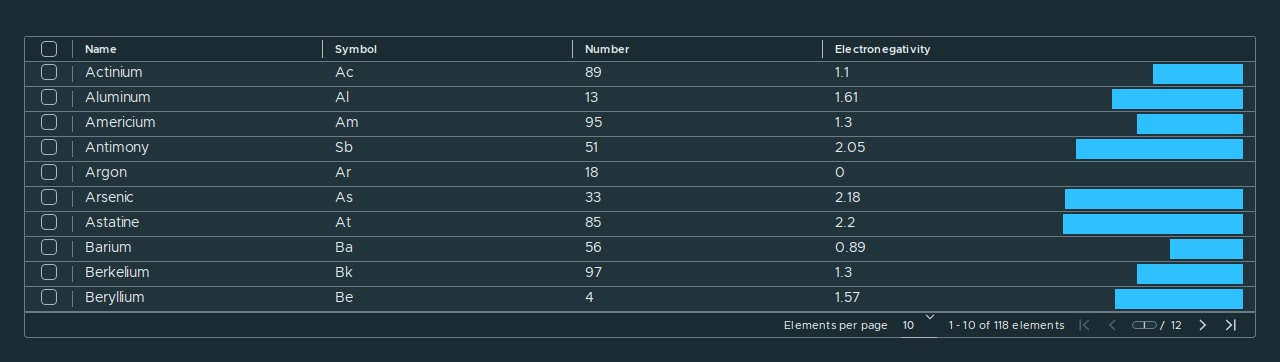 Name Symbol Number Electronegativity
Actinium Ac 89 1.1
Aluminum Al 13 1.61
Americium Am 95 1.3
Antimony Sb 51 2.05
Argon Ar 18 0
Arsenic As 33 2.18
Astatine At 85 2.2
Barium Ba 56 0.89
Berkelium Bk 97 1.3
Beryllium Be 4 1.57
Elements per page 10 1 - 10 of 118 elements 1 / 12